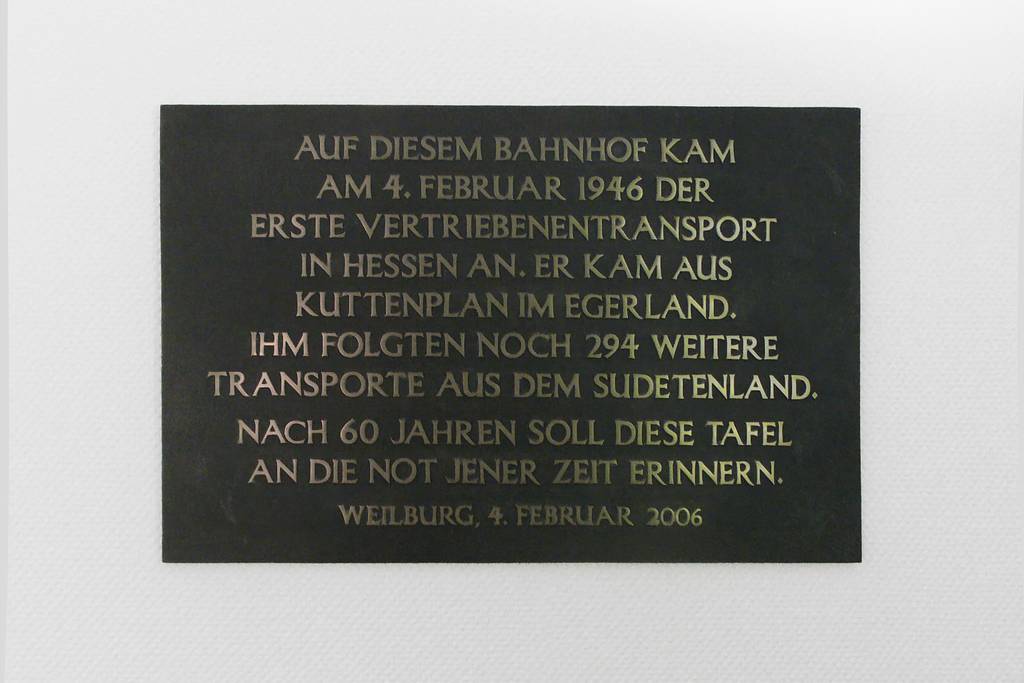 AUF DIESEM BAHNHOF KAM
AM 4. FEBRUAR 1946 DER
ERSTE VERTRIEBENENTRANSPORT
IN HESSEN AN. ER KAM AUS
KUTTENPLAN IM EGERLAND.
IHM FOLGTEN NOCH 294 WEITERE
TRANSPORTE AUS DEM SUDETENLAND.
NACH 60 JAHREN SOLL DIESE TAFEL
AN DIE NOT JENER ZEIT ERINNERN.
WEILBURG, 4. FEBRUAR 2006